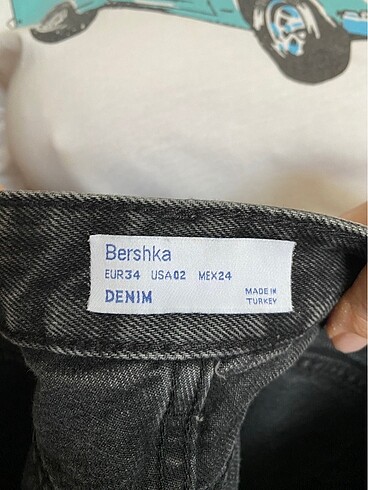 Bershka
EUR34 USA02 MEX24
DENIM
MADE IN
TURKEY